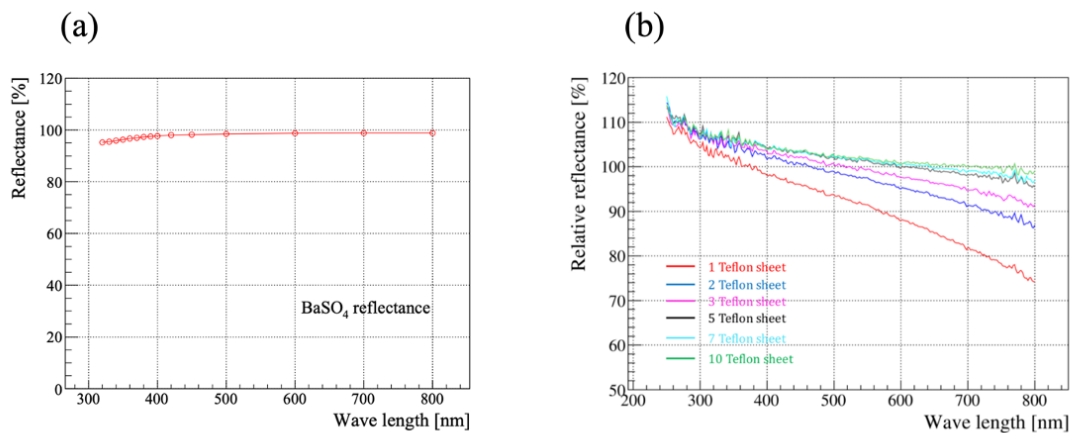 (a)
Reflectance [%]
120
100
80
60
40
20
0
BaSO4 reflectance
300 400 500 600 700 800
Wave length [nm]
(b)
Relative reflectance [%]
120
110
100
90
80
70
60
50
1 Teflon sheet
2 Teflon sheet
3 Teflon sheet
5 Teflon sheet
7 Teflon sheet
10 Teflon sheet
200 300 400 500 600 700 800
Wave length [nm]